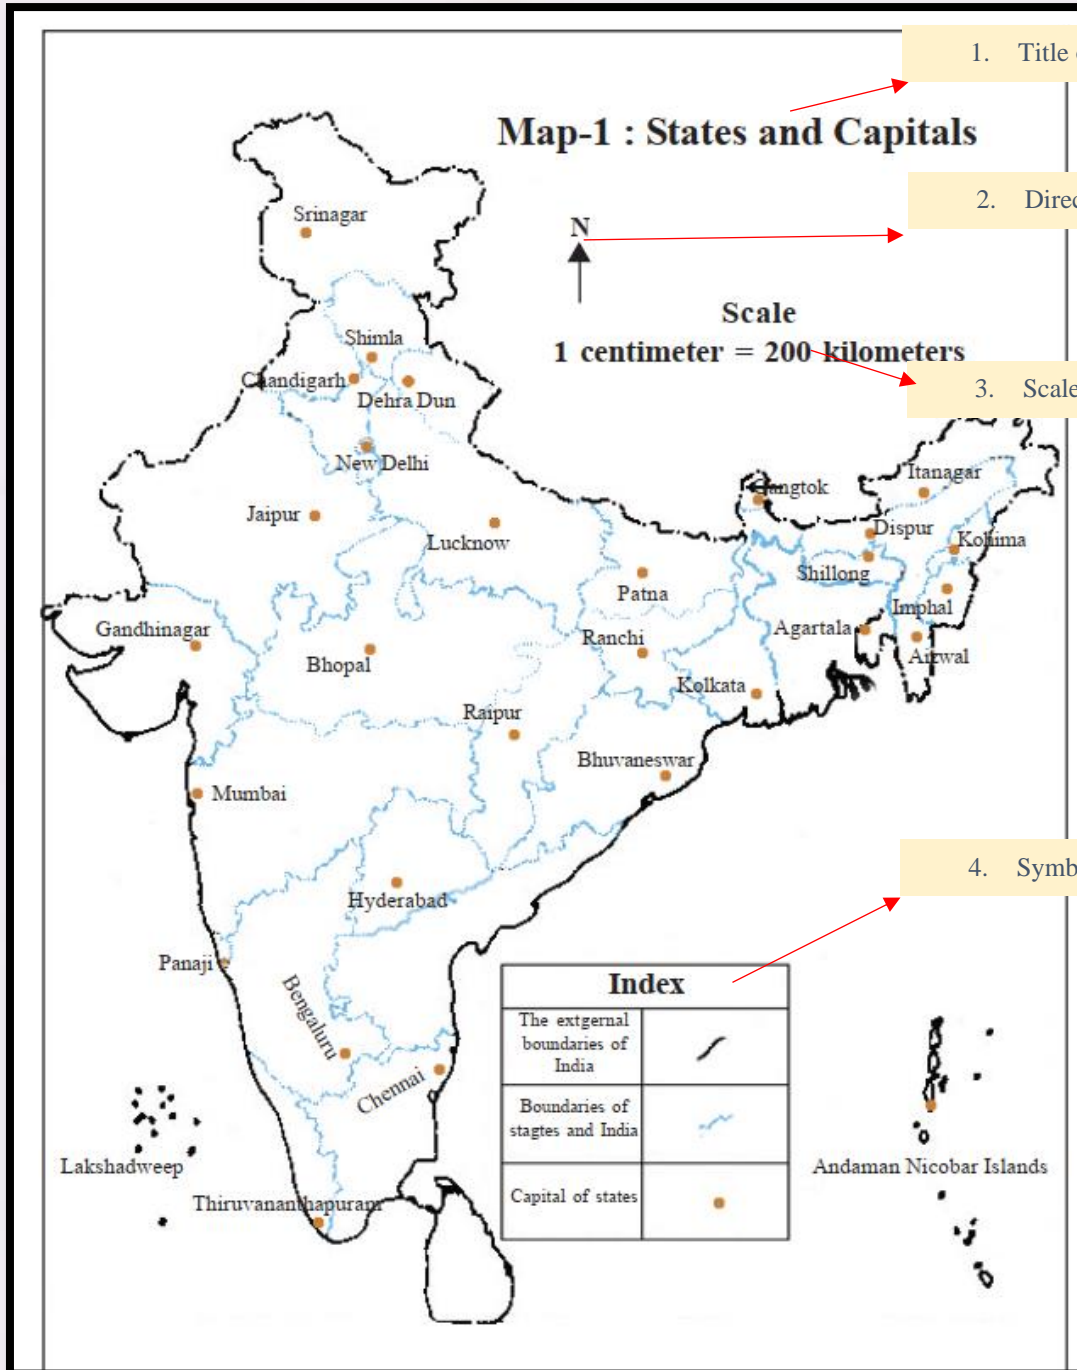 1. Title
Map-1 : States and Capitals
2. Direc
N
Scale
1 centimeter = 200 kilometers
3. Scale
Srinagar
Shimla
Chandigarh
Dehra Dun
New Delhi
Jaipur
Lucknow
Gangtok
Itanagar
Dispur
Kohima
Shillong
Patna
Imphal
Gandhinagar
Bhopal
Ranchi
Agartala
Airwal
Kolkata
Raipur
Bhuvaneswar
Mumbai
Hyderabad
4. Symb
Panaji
Bengaluru
Chennai
Index
The extgernal
boundaries of
India
Boundaries of
stagtes and India
Capital of states
Lakshadweep
Andaman Nicobar Islands
Thiruvananthapuram